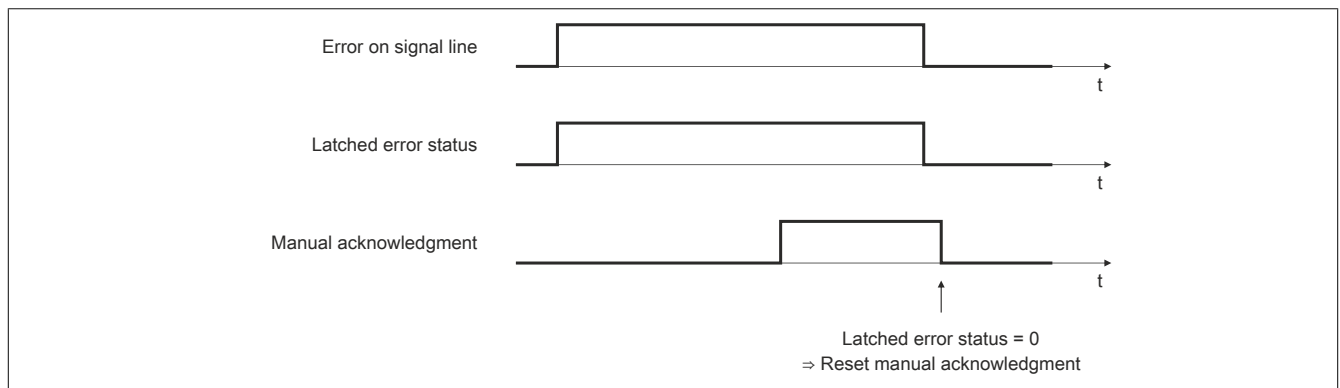 Error on signal line
t
Latched error status
t
Manual acknowledgment
t
Latched error status = 0
⇒ Reset manual acknowledgment